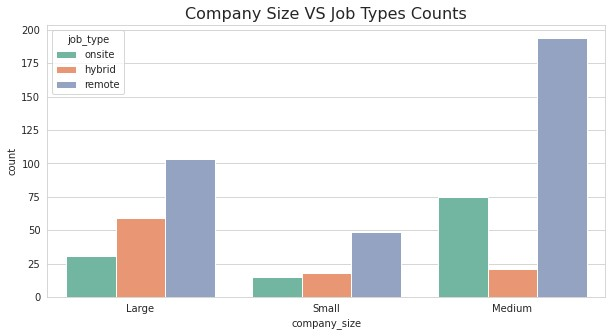 Company Size VS Job Types Counts
job_type
onsite
hybrid
remote
200
175
150
125
100
75
50
25
0
count
Large
Small
Medium
company_size